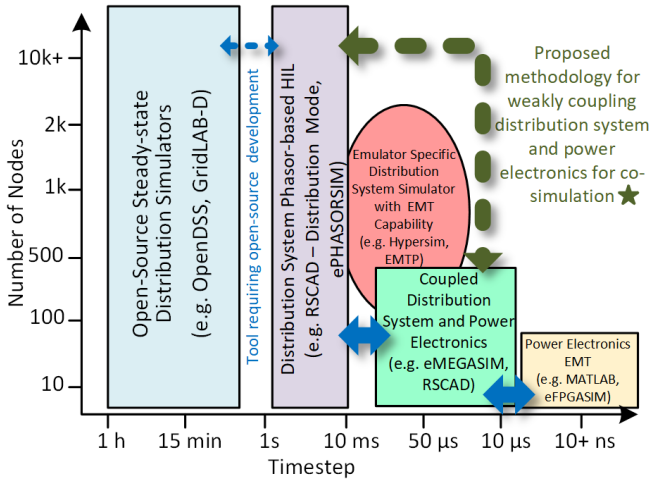 Number of Nodes
10k+
2k
1k
500
100
10
Open-Source Steady-state
Distribution Simulators
(e.g. OpenDSS, GridLAB-D)
Tool requiring open-source development
Distribution System Phasor-based HIL
(e.g. RSCAD – Distribution Mode,
ePHASORSIM)
Emulator Specific
Distribution
System Simulator
with EMT
Capability
(e.g. Hypersim,
EMTP)
Proposed
methodology for
weakly coupling
distribution system
and power
electronics for co-
simulation
Coupled
Distribution
System and Power
Electronics
(e.g. eMEGASIM,
RSCAD)
Power Electronics
EMT
(e.g. MATLAB,
eFPGASIM)
1 h
15 min
1s
10 ms
50 µs
10 µs
10+ ns
Timestep